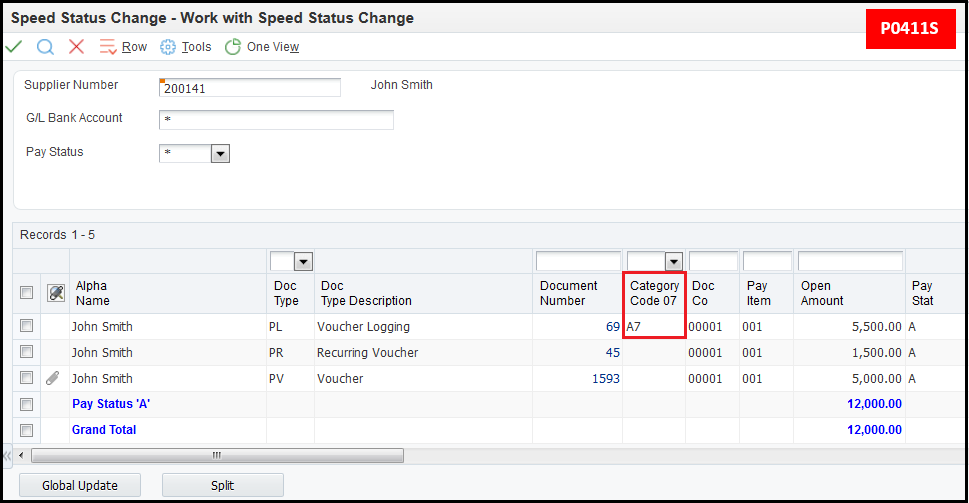 Speed Status Change - Work with Speed Status Change
P0411S
Row Tools One View
Supplier Number 200141 John Smith
G/L Bank Account *
Pay Status *
Records 1 - 5
Alpha Name Doc Type Doc Type Description Document Number Category Code 07 Doc Co Pay Item Open Amount Pay Stat
John Smith PL Voucher Logging 69 A7 00001 001 5,500.00 A
John Smith PR Recurring Voucher 45 00001 001 1,500.00 A
John Smith PV Voucher 1593 00001 001 5,000.00 A
Pay Status 'A' 12,000.00
Grand Total 12,000.00
Global Update Split